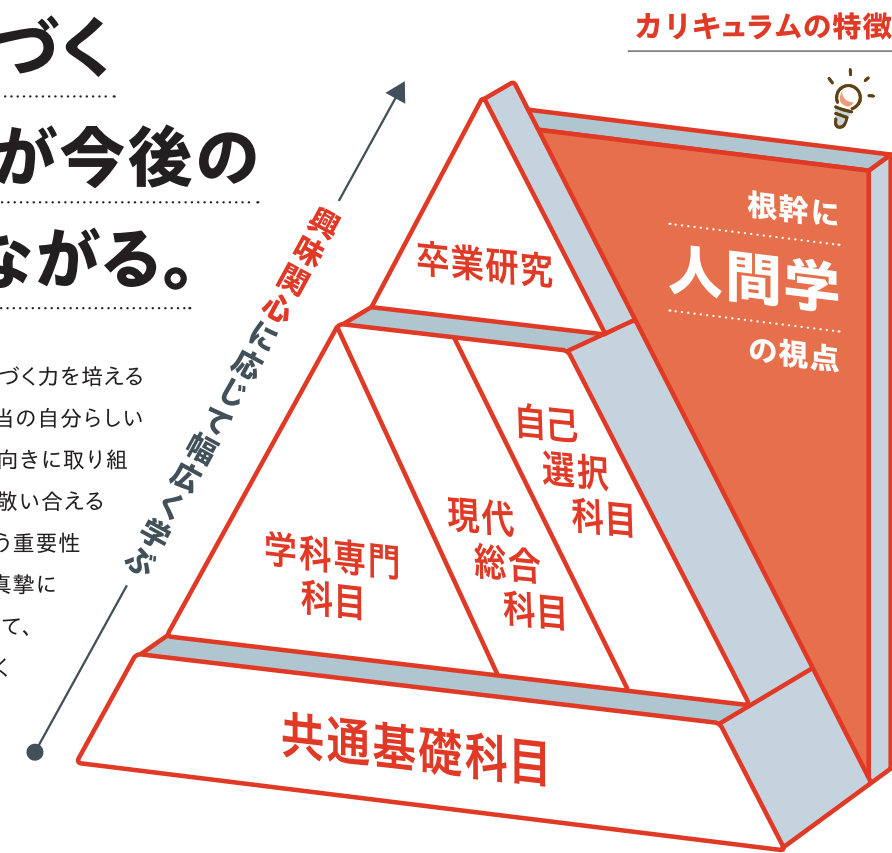 カリキュラムの特徴
づく
が今後の
ながる。
づく力を培える
当の自分らしい
向きに取り組
敬い合える
う重要性
真摯に
て、
く
興味関心に応じて幅広く学ぶ
根幹に
人間学
の視点
卒業研究
学科専門
科目
現代
総合
科目
自己
選択
科目
共通基礎科目